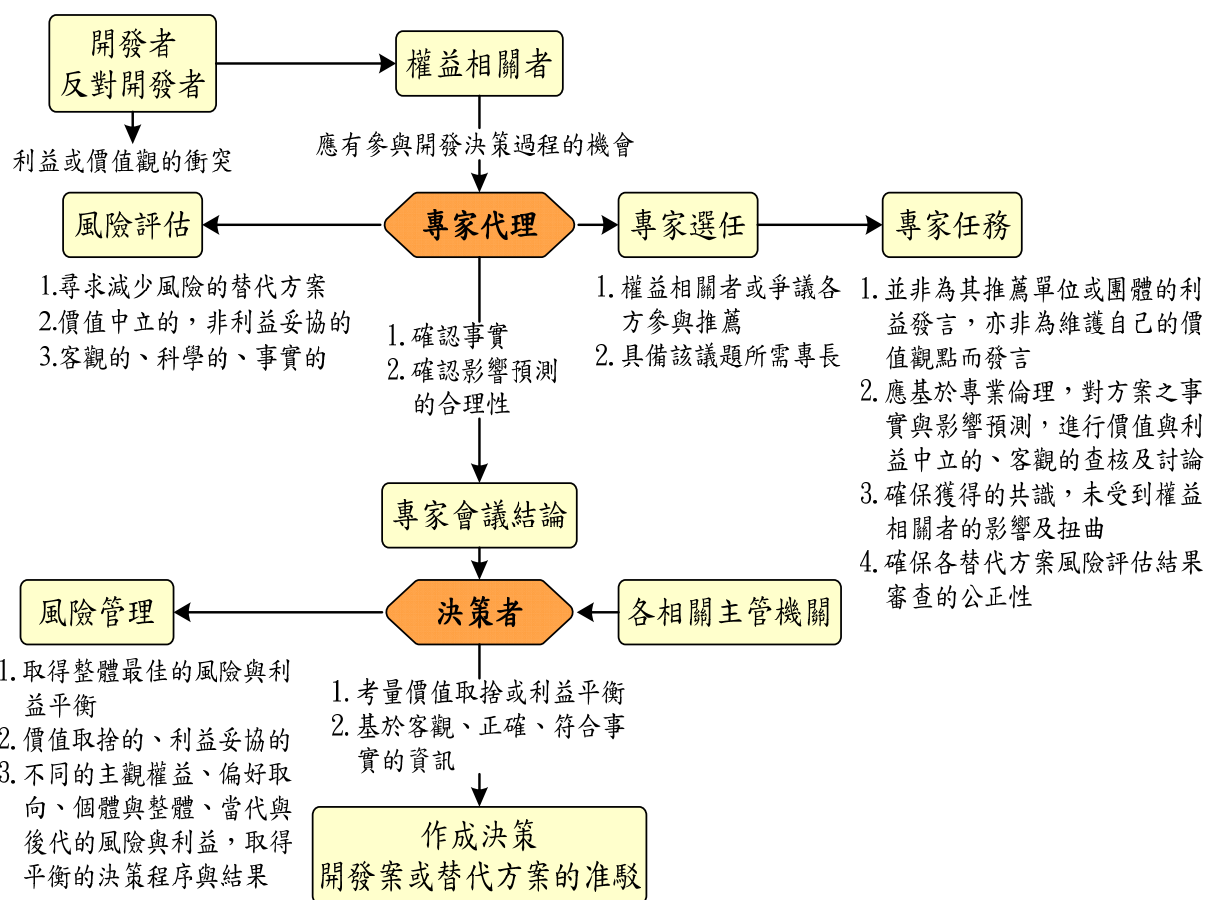 開發者
反對開發者
權益相關者
利益或價值觀的衝突
應有參與開發決策過程的機會
風險評估
專家代理
專家選任
專家任務
1.尋求減少風險的替代方案
2.價值中立的，非利益妥協的
3.客觀的、科學的、事實的
1.確認事實
2.確認影響預測
的合理性
1.權益相關者或爭議各
方參與推薦
2.具備該議題所需專長
1.並非為其推薦單位或團體的利
益發言，亦非為維護自己的價
值觀點而發言
2.應基於專業倫理，對方案之事
實與影響預測，進行價值與利
益中立的、客觀的查核及討論
3.確保獲得的共識，未受到權益
相關者的影響及扭曲
4.確保各替代方案風險評估結果
審查的公正性
專家會議結論
風險管理
決策者
各相關主管機關
1.取得整體最佳的風險與利
益平衡
2.價值取捨的、利益妥協的
3.不同的主觀權益、偏好取
向、個體與整體、當代與
後代的風險與利益，取得
平衡的決策程序與結果
1.考量價值取捨或利益平衡
2.基於客觀、正確、符合事
實的資訊
作成決策
開發案或替代方案的准駁